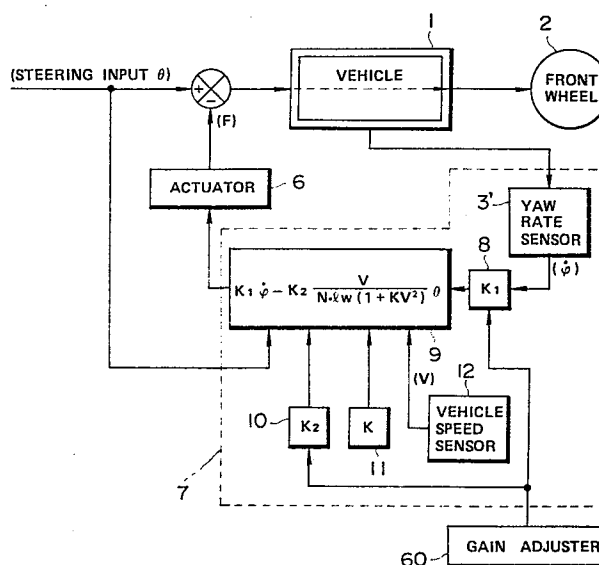 1
2
(STEERING INPUT θ)
VEHICLE
FRONT
WHEEL
+
−
(F)
ACTUATOR
6
3'
YAW
RATE
SENSOR
(φ̇)
8
K₁
K₁ φ̇ − K₂ V / N·ℓw (1 + KV²) θ
9
(V)
12
VEHICLE
SPEED
SENSOR
10
K₂
K
11
7
GAIN ADJUSTER
60